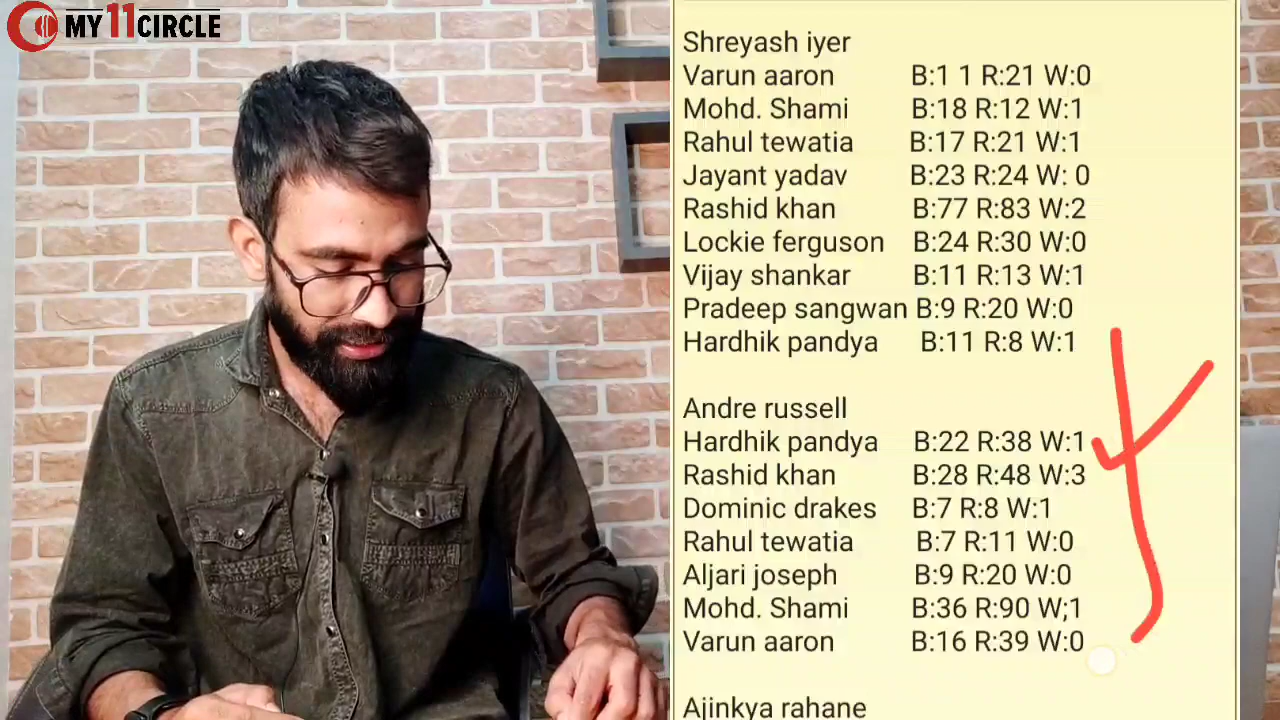 MY11CIRCLE
Shreyash iyer
Varun aaron B:1 1 R:21 W:0
Mohd. Shami B:18 R:12 W:1
Rahul tewatia B:17 R:21 W:1
Jayant yadav B:23 R:24 W: 0
Rashid khan B:77 R:83 W:2
Lockie ferguson B:24 R:30 W:0
Vijay shankar B:11 R:13 W:1
Pradeep sangwan B:9 R:20 W:0
Hardhik pandya B:11 R:8 W:1
Andre russell
Hardhik pandya B:22 R:38 W:1
Rashid khan B:28 R:48 W:3
Dominic drakes B:7 R:8 W:1
Rahul tewatia B:7 R:11 W:0
Aljari joseph B:9 R:20 W:0
Mohd. Shami B:36 R:90 W;1
Varun aaron B:16 R:39 W:0
Ajinkya rahane